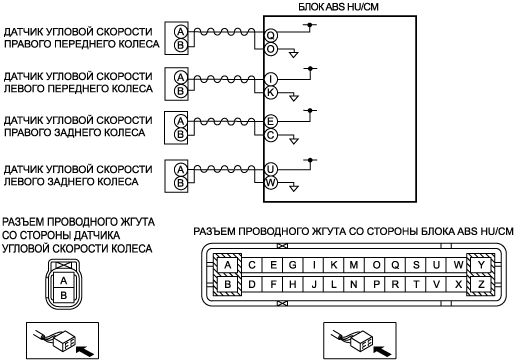 БЛОК ABS HU/CM
ДАТЧИК УГЛОВОЙ СКОРОСТИ
ПРАВОГО ПЕРЕДНЕГО КОЛЕСА
A
B
Q
O
ДАТЧИК УГЛОВОЙ СКОРОСТИ
ЛЕВОГО ПЕРЕДНЕГО КОЛЕСА
A
B
I
K
ДАТЧИК УГЛОВОЙ СКОРОСТИ
ПРАВОГО ЗАДНЕГО КОЛЕСА
A
B
E
C
ДАТЧИК УГЛОВОЙ СКОРОСТИ
ЛЕВОГО ЗАДНЕГО КОЛЕСА
A
B
U
W
РАЗЪЕМ ПРОВОДНОГО ЖГУТА
СО СТОРОНЫ ДАТЧИКА
УГЛОВОЙ СКОРОСТИ КОЛЕСА
A
B
РАЗЪЕМ ПРОВОДНОГО ЖГУТА СО СТОРОНЫ БЛОКА ABS HU/CM
A C E G I K M O Q S U W Y
B D F H J L N P R T V X Z